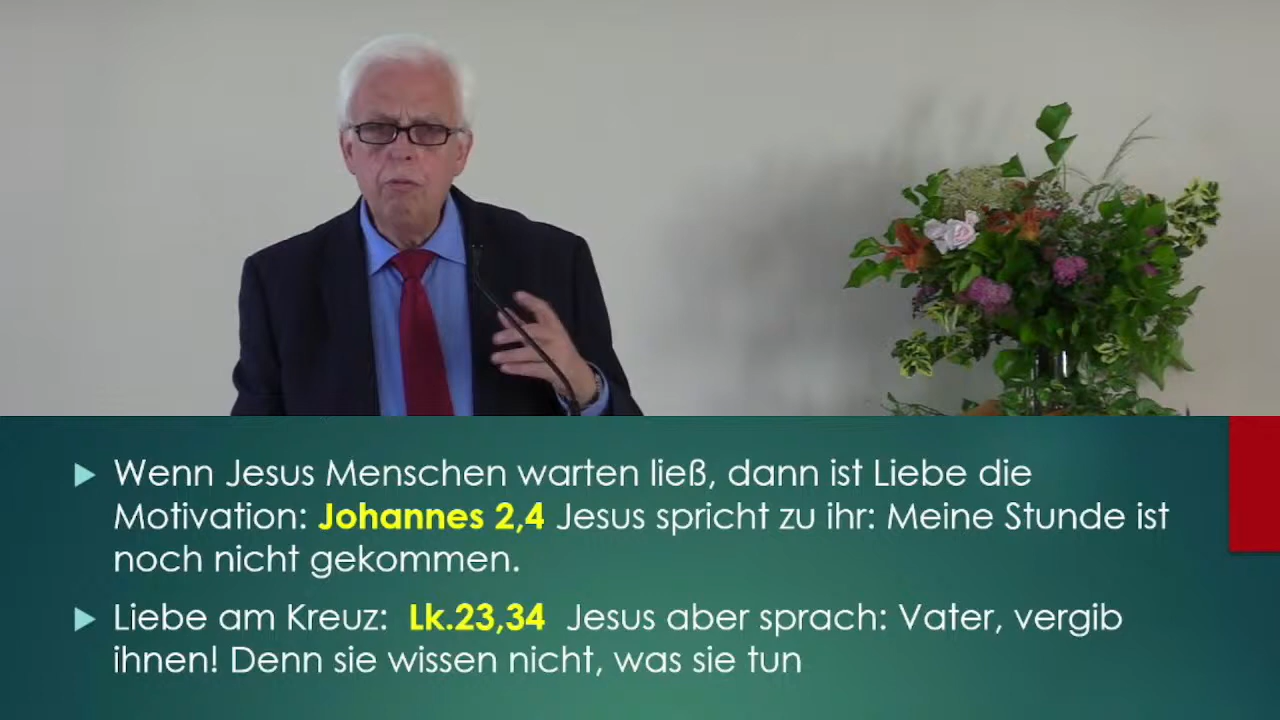 Wenn Jesus Menschen warten ließ, dann ist Liebe die
Motivation: Johannes 2,4 Jesus spricht zu ihr: Meine Stunde ist
noch nicht gekommen.
Liebe am Kreuz: Lk.23,34 Jesus aber sprach: Vater, vergib
ihnen! Denn sie wissen nicht, was sie tun